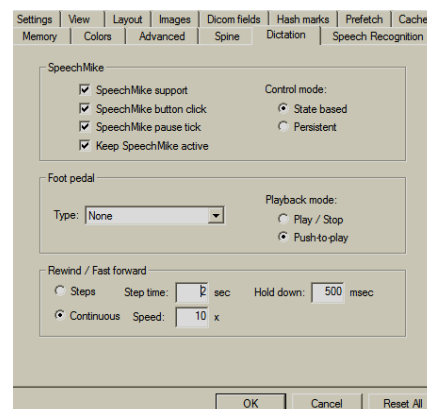 Settings View Layout Images Dicom fields Hash marks Prefetch Cache
Memory Colors Advanced Spine Dictation Speech Recognition
SpeechMike
SpeechMike support Control mode:
SpeechMike button click State based
SpeechMike pause tick Persistent
Keep SpeechMike active
Foot pedal
Playback mode:
Type: None Play / Stop
Push-to-play
Rewind / Fast forward
Steps Step time: 2 sec Hold down: 500 msec
Continuous Speed: 10 x
OK Cancel Reset All